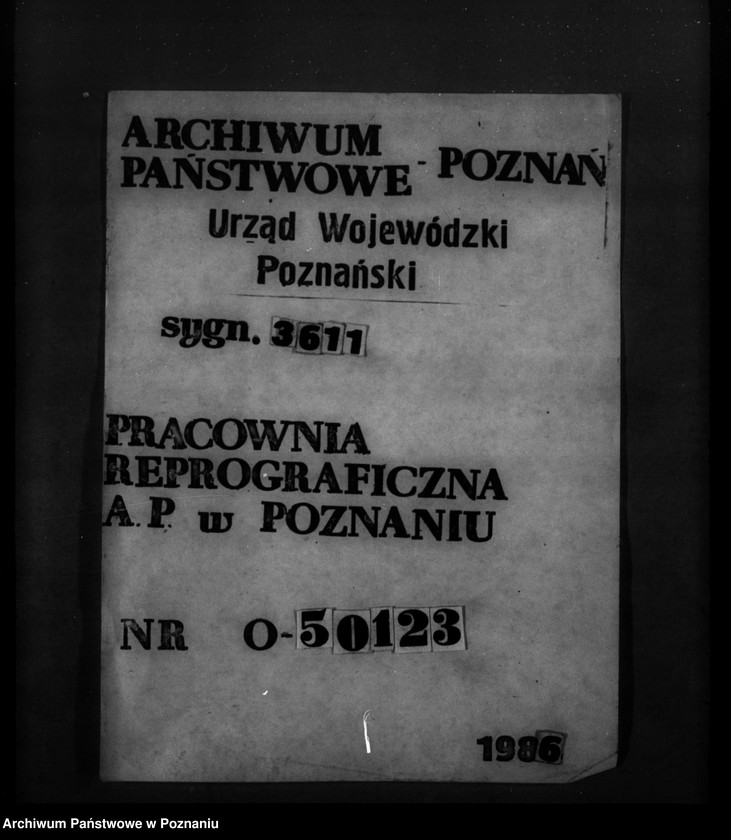 ARCHIWUM
PAŃSTWOWE - POZNAŃ
Urząd Wojewódzki
Poznański
sygn. 3611
PRACOWNIA
REPROGRAFICZNA
A.P. w POZNANIU
NR O-50123
1986
Archiwum Państwowe w Poznaniu